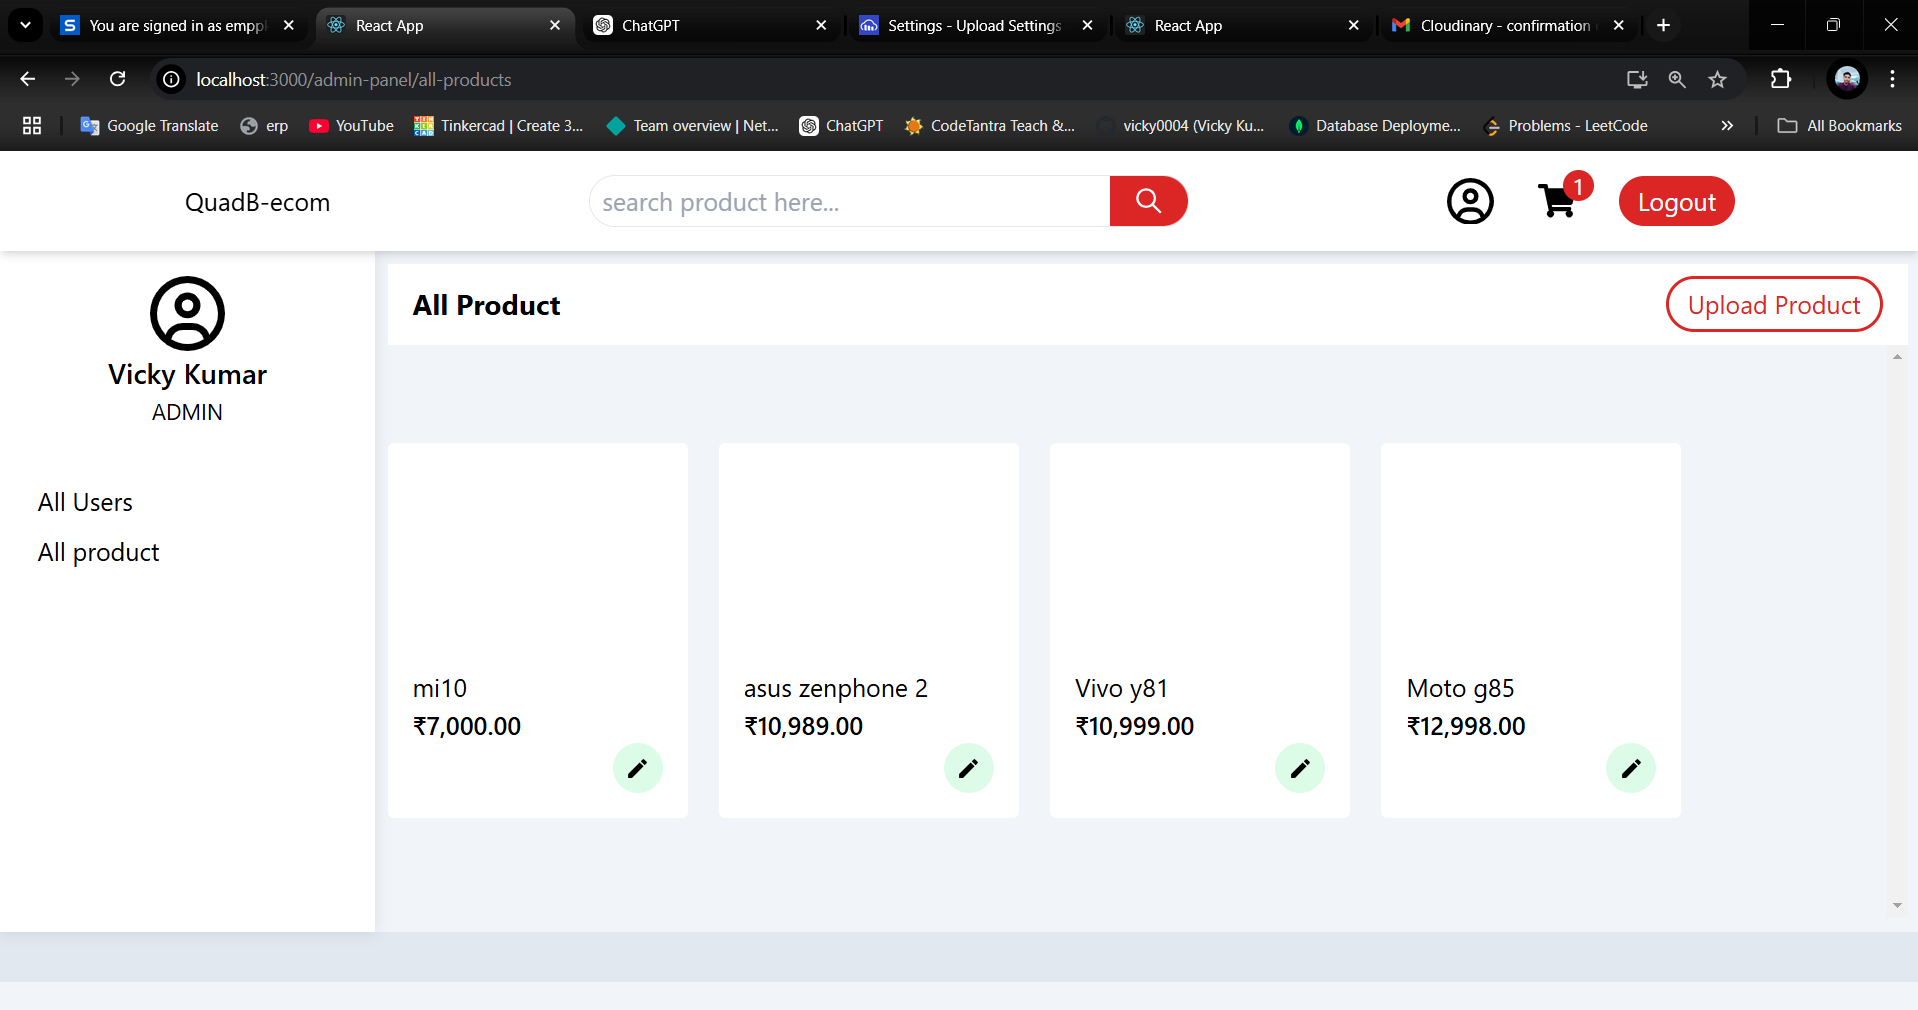 You are signed in as empp
React App
ChatGPT
Settings - Upload Settings
React App
Cloudinary - confirmation
localhost:3000/admin-panel/all-products
Google Translate
erp
YouTube
Tinkercad | Create 3...
Team overview | Net...
ChatGPT
CodeTantra Teach &...
vicky0004 (Vicky Ku...
Database Deployme...
Problems - LeetCode
All Bookmarks
QuadB-ecom
search product here...
1
Logout
Vicky Kumar
ADMIN
All Users
All product
All Product
Upload Product
mi10
₹7,000.00
asus zenphone 2
₹10,989.00
Vivo y81
₹10,999.00
Moto g85
₹12,998.00